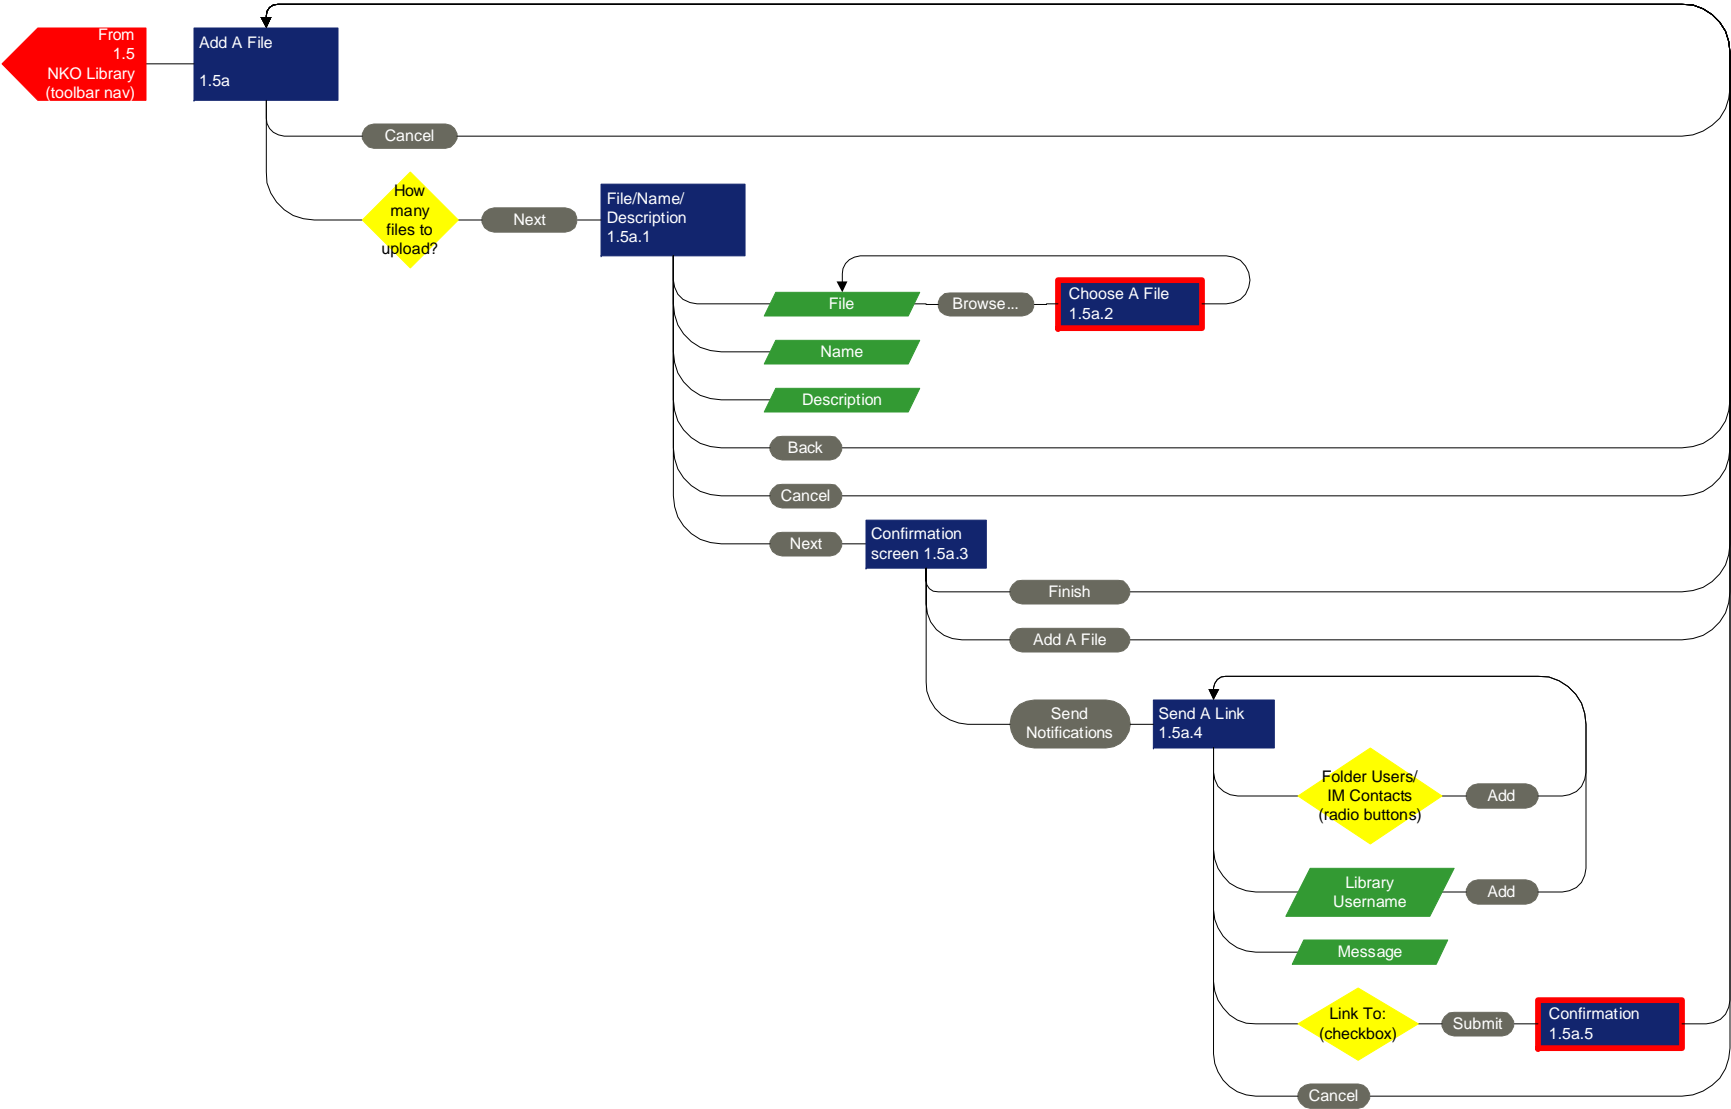 From
1.5
NKO Library
(toolbar nav)
Add A File
1.5a
Cancel
How
many
files to
upload?
Next
File/Name/
Description
1.5a.1
File
Browse...
Choose A File
1.5a.2
Name
Description
Back
Cancel
Next
Confirmation
screen 1.5a.3
Finish
Add A File
Send
Notifications
Send A Link
1.5a.4
Folder Users/
IM Contacts
(radio buttons)
Add
Library
Username
Add
Message
Link To:
(checkbox)
Submit
Confirmation
1.5a.5
Cancel